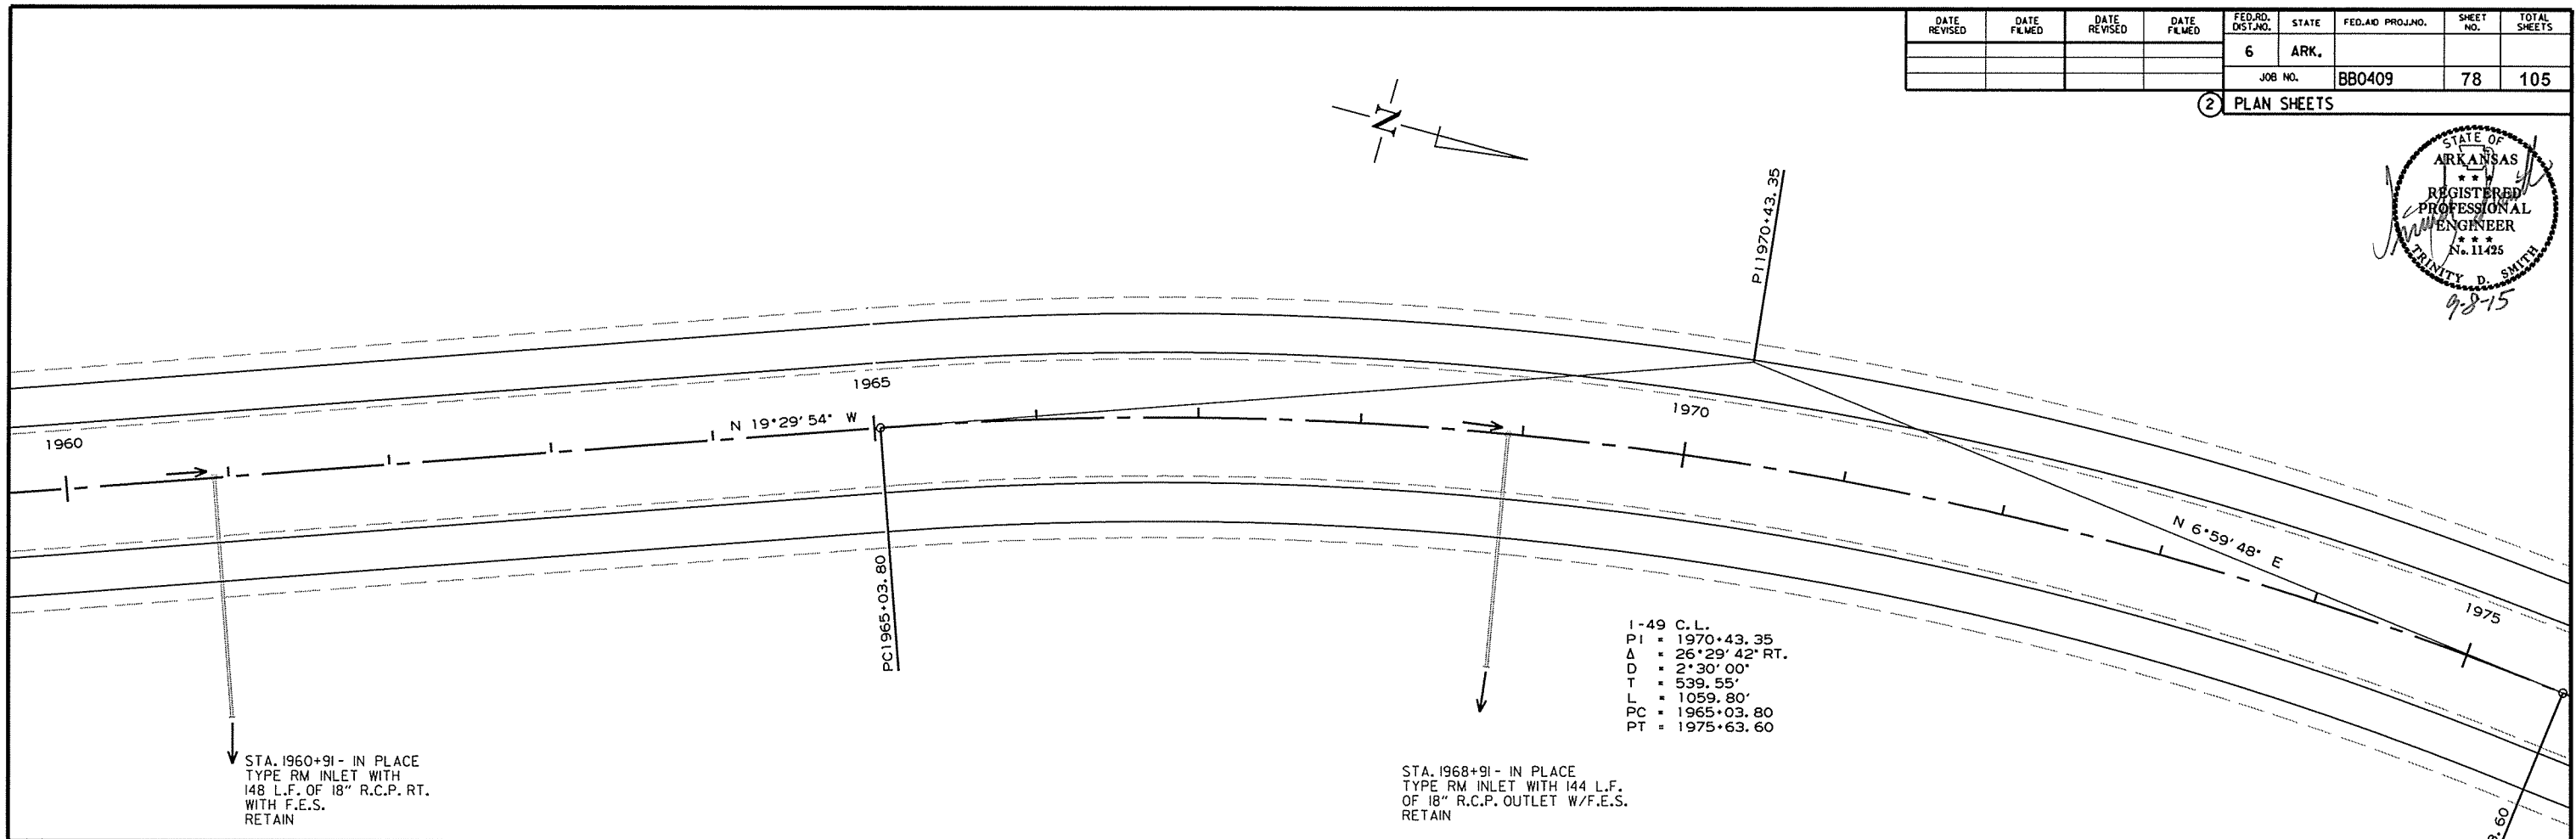 DATE REVISED DATE FILMED DATE REVISED DATE FILMED FED.RD. DIST.NO. STATE FED.AID PROJ.NO. SHEET NO. TOTAL SHEETS
6 ARK.
JOB NO. BB0409 78 105
2 PLAN SHEETS
N
STATE OF
ARKANSAS
★ ★ ★
REGISTERED
PROFESSIONAL
ENGINEER
★ ★ ★
No. 11425
TRINITY D. SMITH
9-8-15
PI 1970+43.35
1965
1960
N 19°29'54" W
1970
N 6°59'48" E
1975
PC1965+03.80
I-49 C.L.
PI = 1970+43.35
Δ = 26°29'42" RT.
D = 2°30'00"
T = 539.55'
L = 1059.80'
PC = 1965+03.80
PT = 1975+63.60
STA. 1960+91 - IN PLACE
TYPE RM INLET WITH
148 L.F. OF 18" R.C.P. RT.
WITH F.E.S.
RETAIN
STA. 1968+91 - IN PLACE
TYPE RM INLET WITH 144 L.F.
OF 18" R.C.P. OUTLET W/F.E.S.
RETAIN
.60